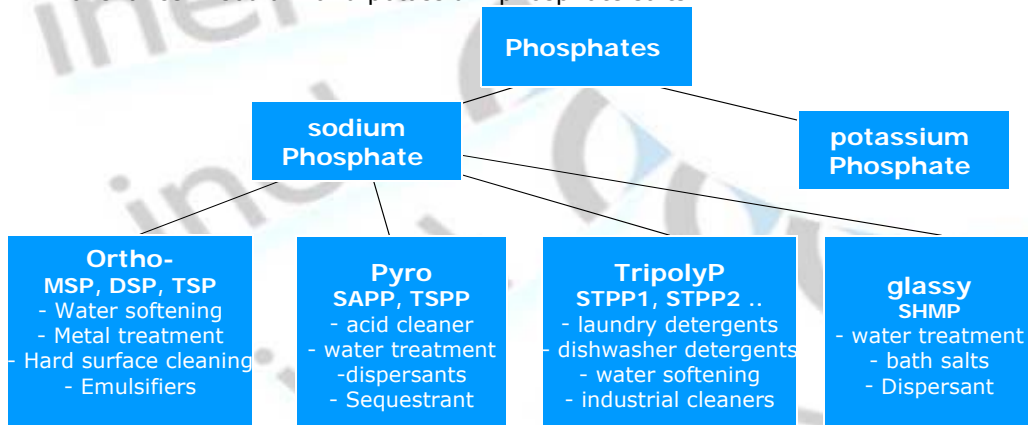 Phosphates
sodium
Phosphate
potassium
Phosphate
Ortho-
MSP, DSP, TSP
- Water softening
- Metal treatment
- Hard surface cleaning
- Emulsifiers
Pyro
SAPP, TSPP
- acid cleaner
- water treatment
-dispersants
- Sequestrant
TripolyP
STPP1, STPP2 ..
- laundry detergents
- dishwasher detergents
- water softening
- industrial cleaners
glassy
SHMP
- water treatment
- bath salts
- Dispersant